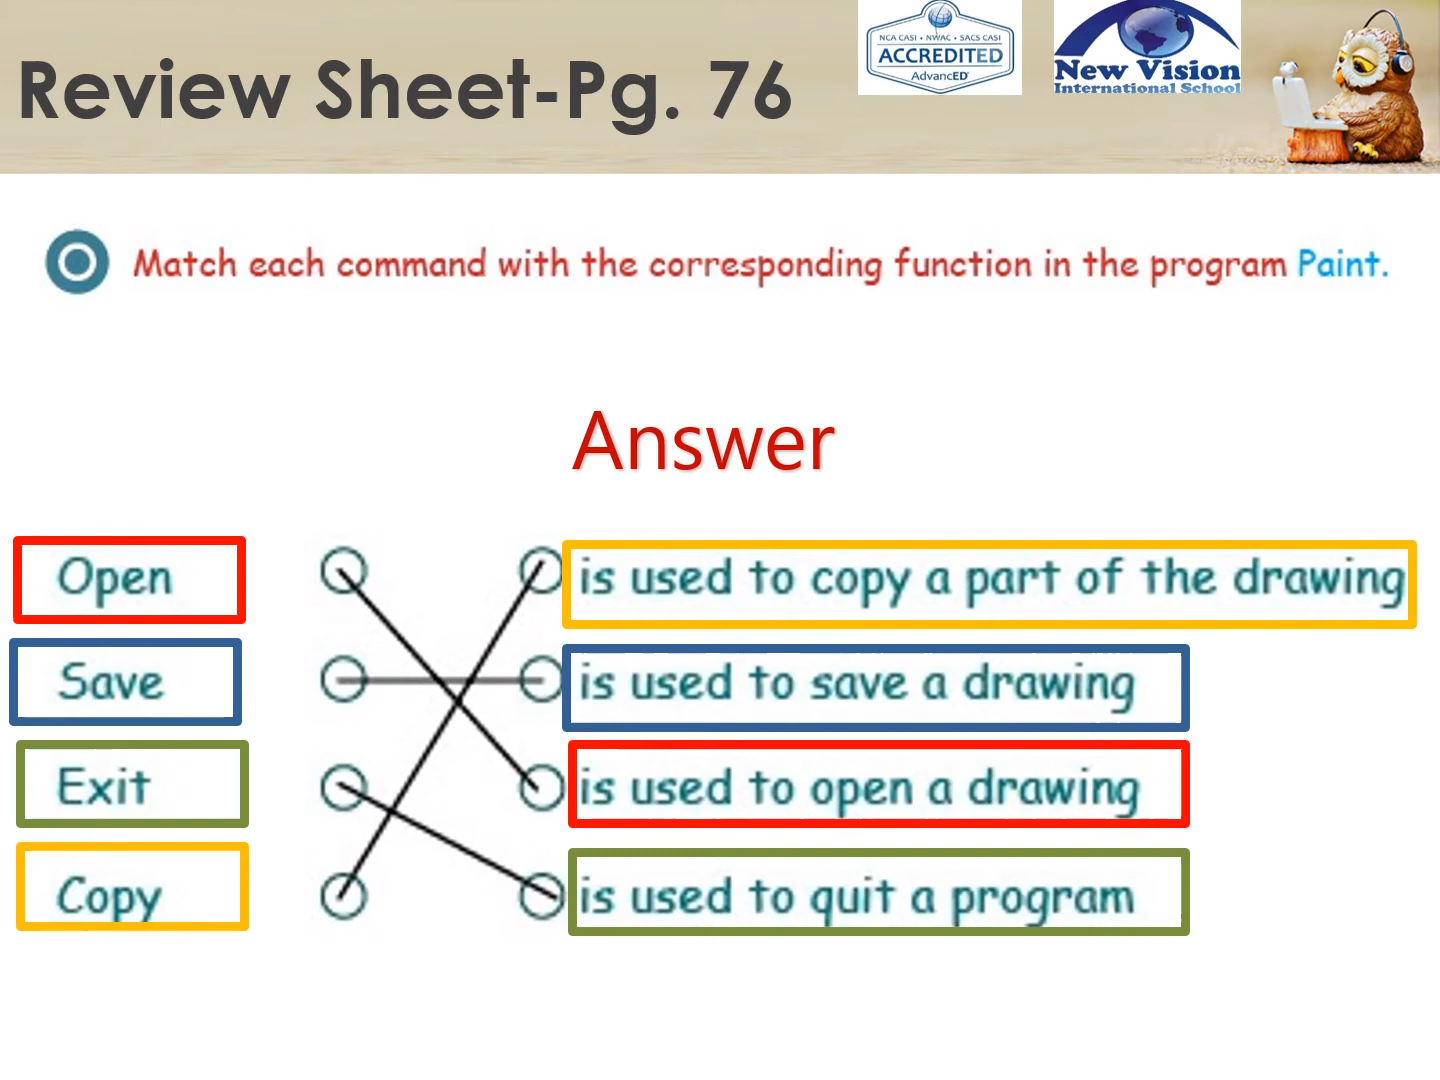 Review Sheet-Pg. 76
NCA CASI • NWAC • SACS CASI
ACCREDITED
AdvancED
New Vision
International School
Match each command with the corresponding function in the program Paint.
Answer
Open
is used to copy a part of the drawing
Save
is used to save a drawing
Exit
is used to open a drawing
Copy
is used to quit a program